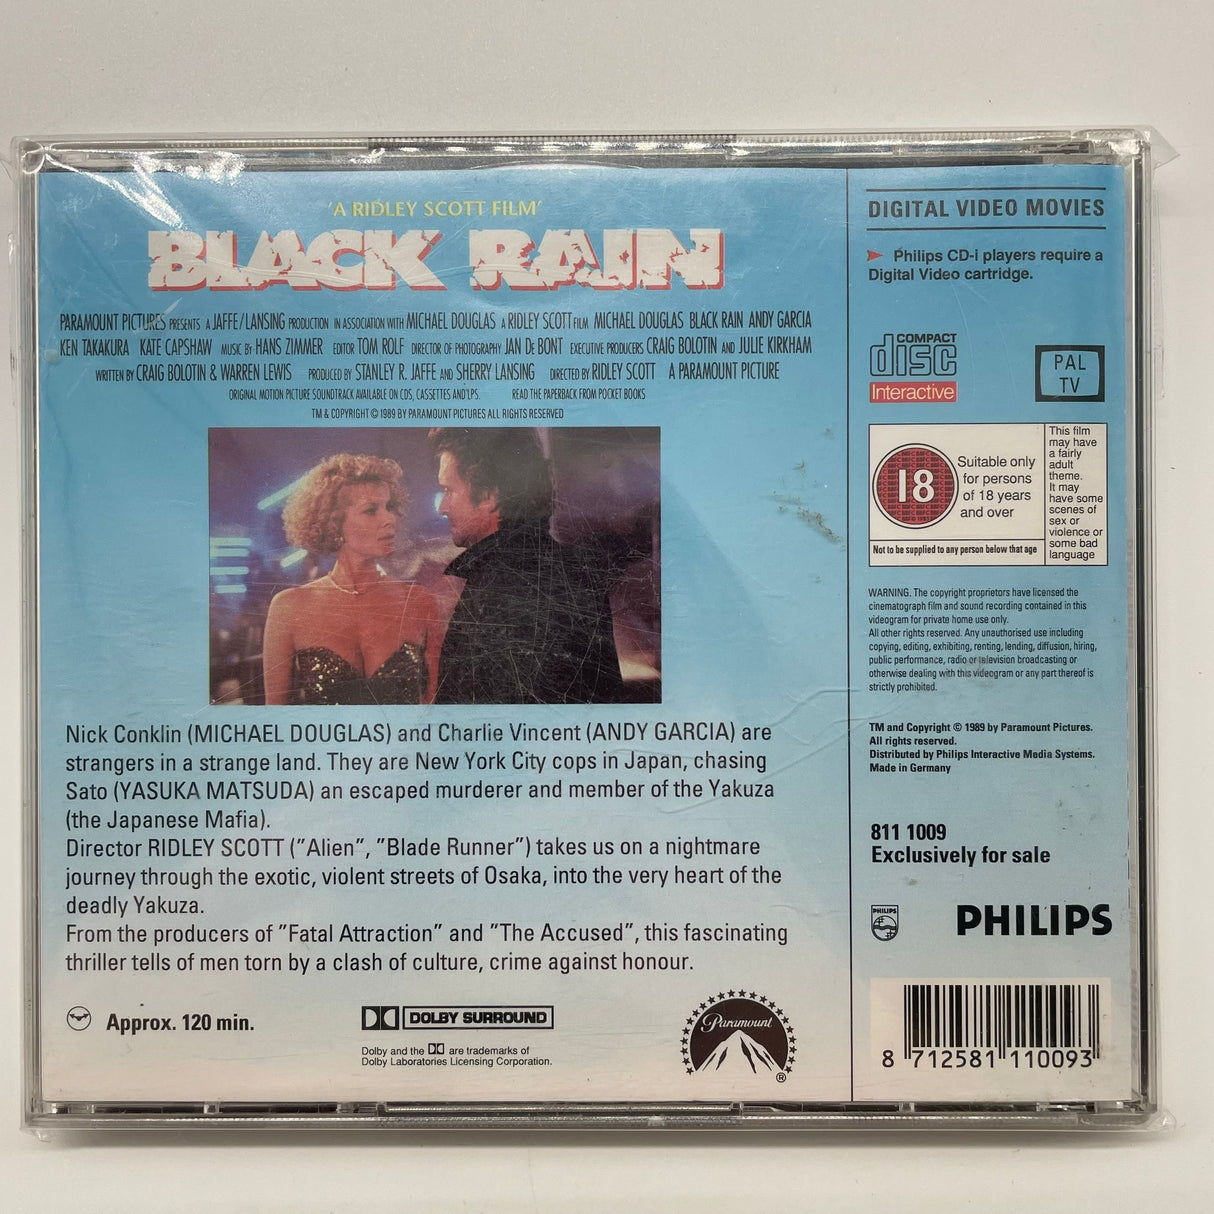 'A RIDLEY SCOTT FILM'
BLACK RAIN
PARAMOUNT PICTURES PRESENTS A JAFFE/LANSING PRODUCTION IN ASSOCIATION WITH MICHAEL DOUGLAS A RIDLEY SCOTT FILM MICHAEL DOUGLAS BLACK RAIN ANDY GARCIA
KEN TAKAKURA KATE CAPSHAW MUSIC BY HANS ZIMMER EDITOR TOM ROLF DIRECTOR OF PHOTOGRAPHY JAN DE BONT EXECUTIVE PRODUCERS CRAIG BOLOTIN AND JULIE KIRKHAM
WRITTEN BY CRAIG BOLOTIN & WARREN LEWIS PRODUCED BY STANLEY R. JAFFE AND SHERRY LANSING DIRECTED BY RIDLEY SCOTT A PARAMOUNT PICTURE
ORIGINAL MOTION PICTURE SOUNDTRACK AVAILABLE ON CDS, CASSETTES AND LPS. READ THE PAPERBACK FROM POCKET BOOKS
TM & COPYRIGHT © 1989 BY PARAMOUNT PICTURES ALL RIGHTS RESERVED
Nick Conklin (MICHAEL DOUGLAS) and Charlie Vincent (ANDY GARCIA) are
strangers in a strange land. They are New York City cops in Japan, chasing
Sato (YASUKA MATSUDA) an escaped murderer and member of the Yakuza
(the Japanese Mafia).
Director RIDLEY SCOTT ("Alien", "Blade Runner") takes us on a nightmare
journey through the exotic, violent streets of Osaka, into the very heart of the
deadly Yakuza.
From the producers of "Fatal Attraction" and "The Accused", this fascinating
thriller tells of men torn by a clash of culture, crime against honour.
Approx. 120 min.
DOLBY SURROUND
Dolby and the DD are trademarks of
Dolby Laboratories Licensing Corporation.
Paramount
®
DIGITAL VIDEO MOVIES
► Philips CD-i players require a
Digital Video cartridge.
COMPACT
disc
Interactive
PAL
TV
18
Suitable only
for persons
of 18 years
and over
Not to be supplied to any person below that age
This film
may have
a fairly
adult
theme.
It may
have some
scenes of
sex or
violence or
some bad
language
WARNING. The copyright proprietors have licensed the
cinematograph film and sound recording contained in this
videogram for private home use only.
All other rights reserved. Any unauthorised use including
copying, editing, exhibiting, renting, lending, diffusion, hiring,
public performance, radio or television broadcasting or
otherwise dealing with this videogram or any part thereof is
strictly prohibited.
TM and Copyright © 1989 by Paramount Pictures.
All rights reserved.
Distributed by Philips Interactive Media Systems.
Made in Germany
811 1009
Exclusively for sale
PHILIPS
PHILIPS
8 712581 110093